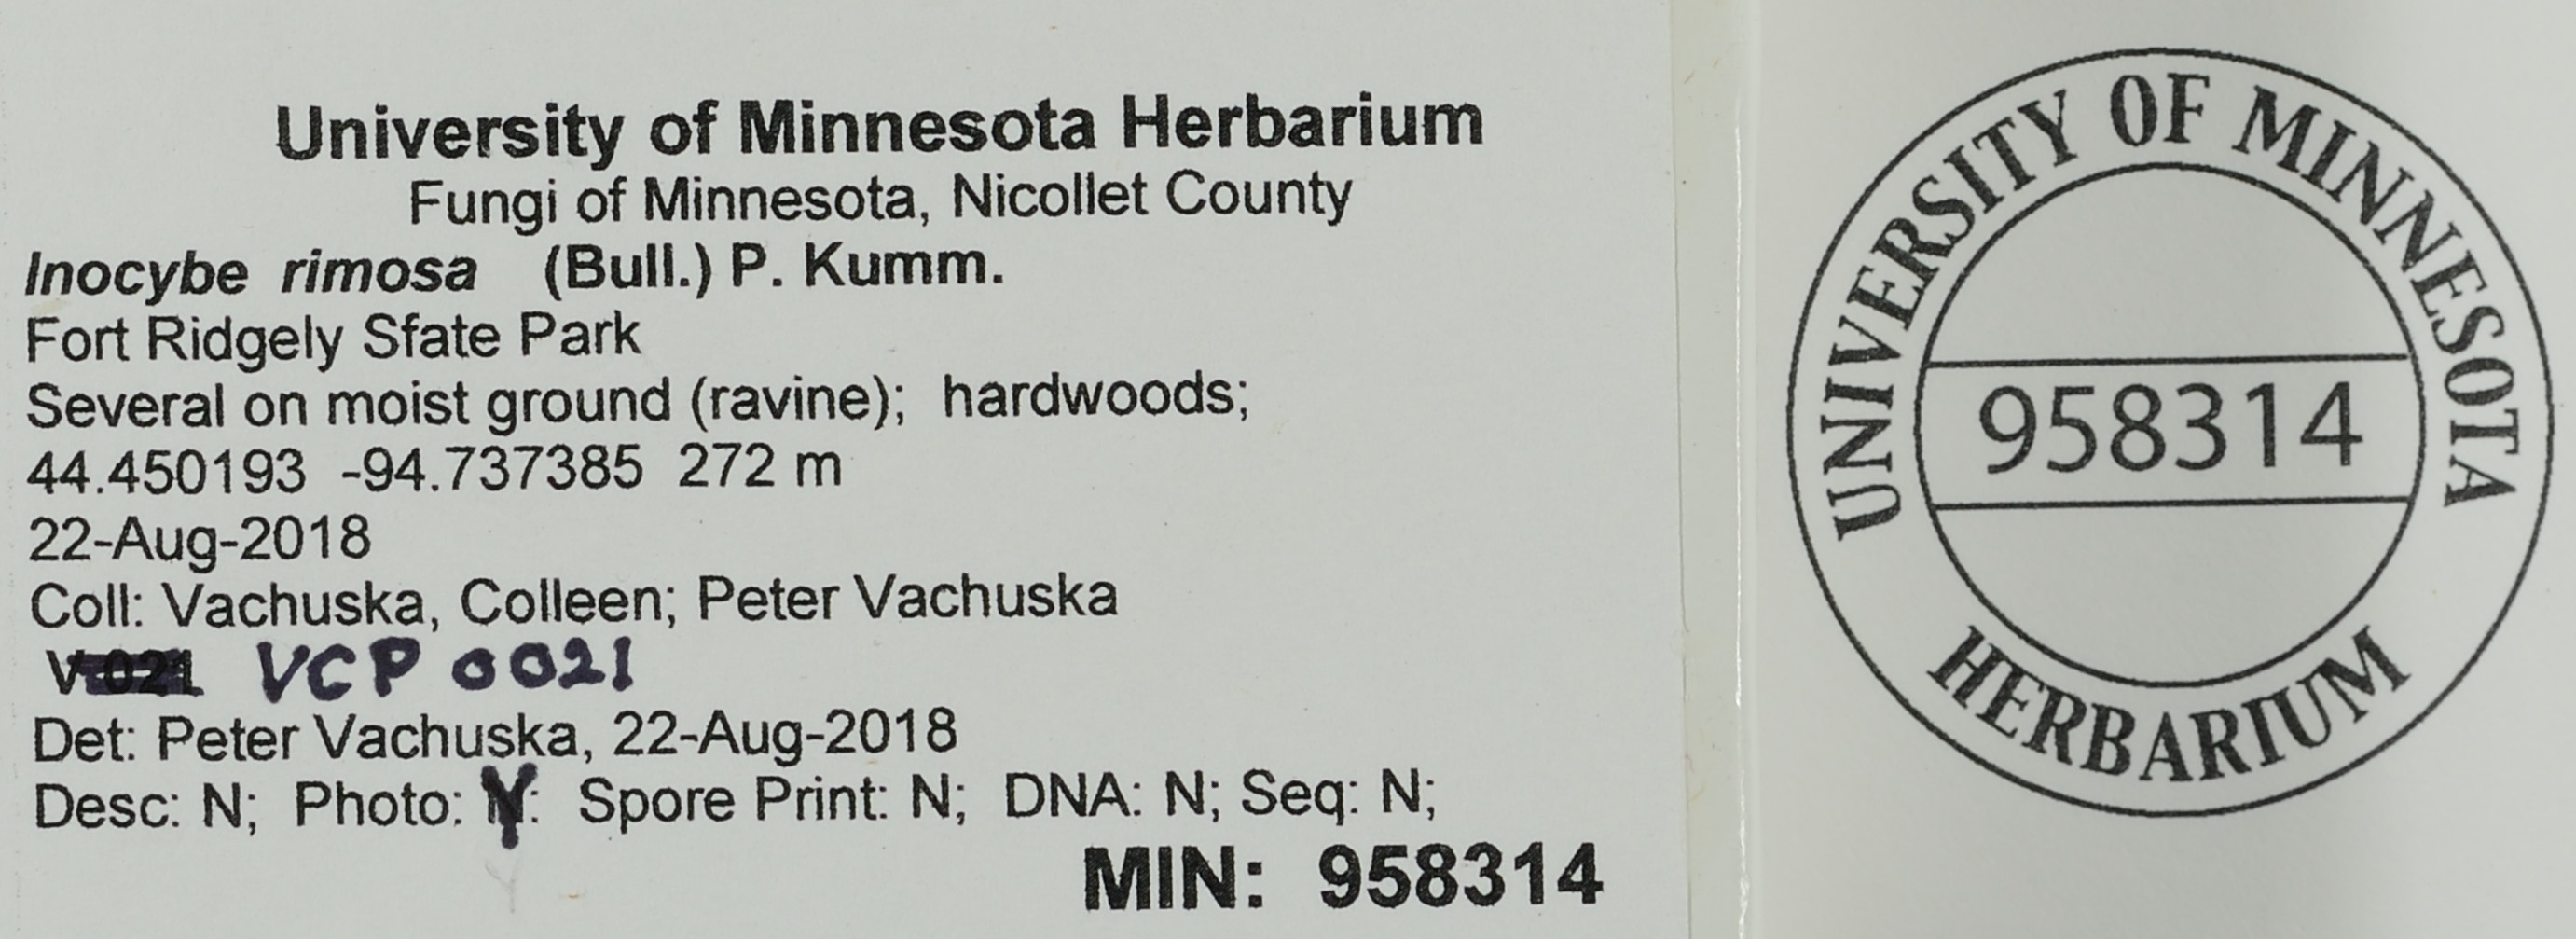 University of Minnesota Herbarium
Fungi of Minnesota, Nicollet County
Inocybe rimosa (Bull.) P. Kumm.
Fort Ridgely Sfate Park
Several on moist ground (ravine); hardwoods;
44.450193 -94.737385 272 m
22-Aug-2018
Coll: Vachuska, Colleen; Peter Vachuska
VCP 0021
Det: Peter Vachuska, 22-Aug-2018
Desc: N; Photo: Y: Spore Print: N; DNA: N; Seq: N;
MIN: 958314
UNIVERSITY OF MINNESOTA
958314
HERBARIUM